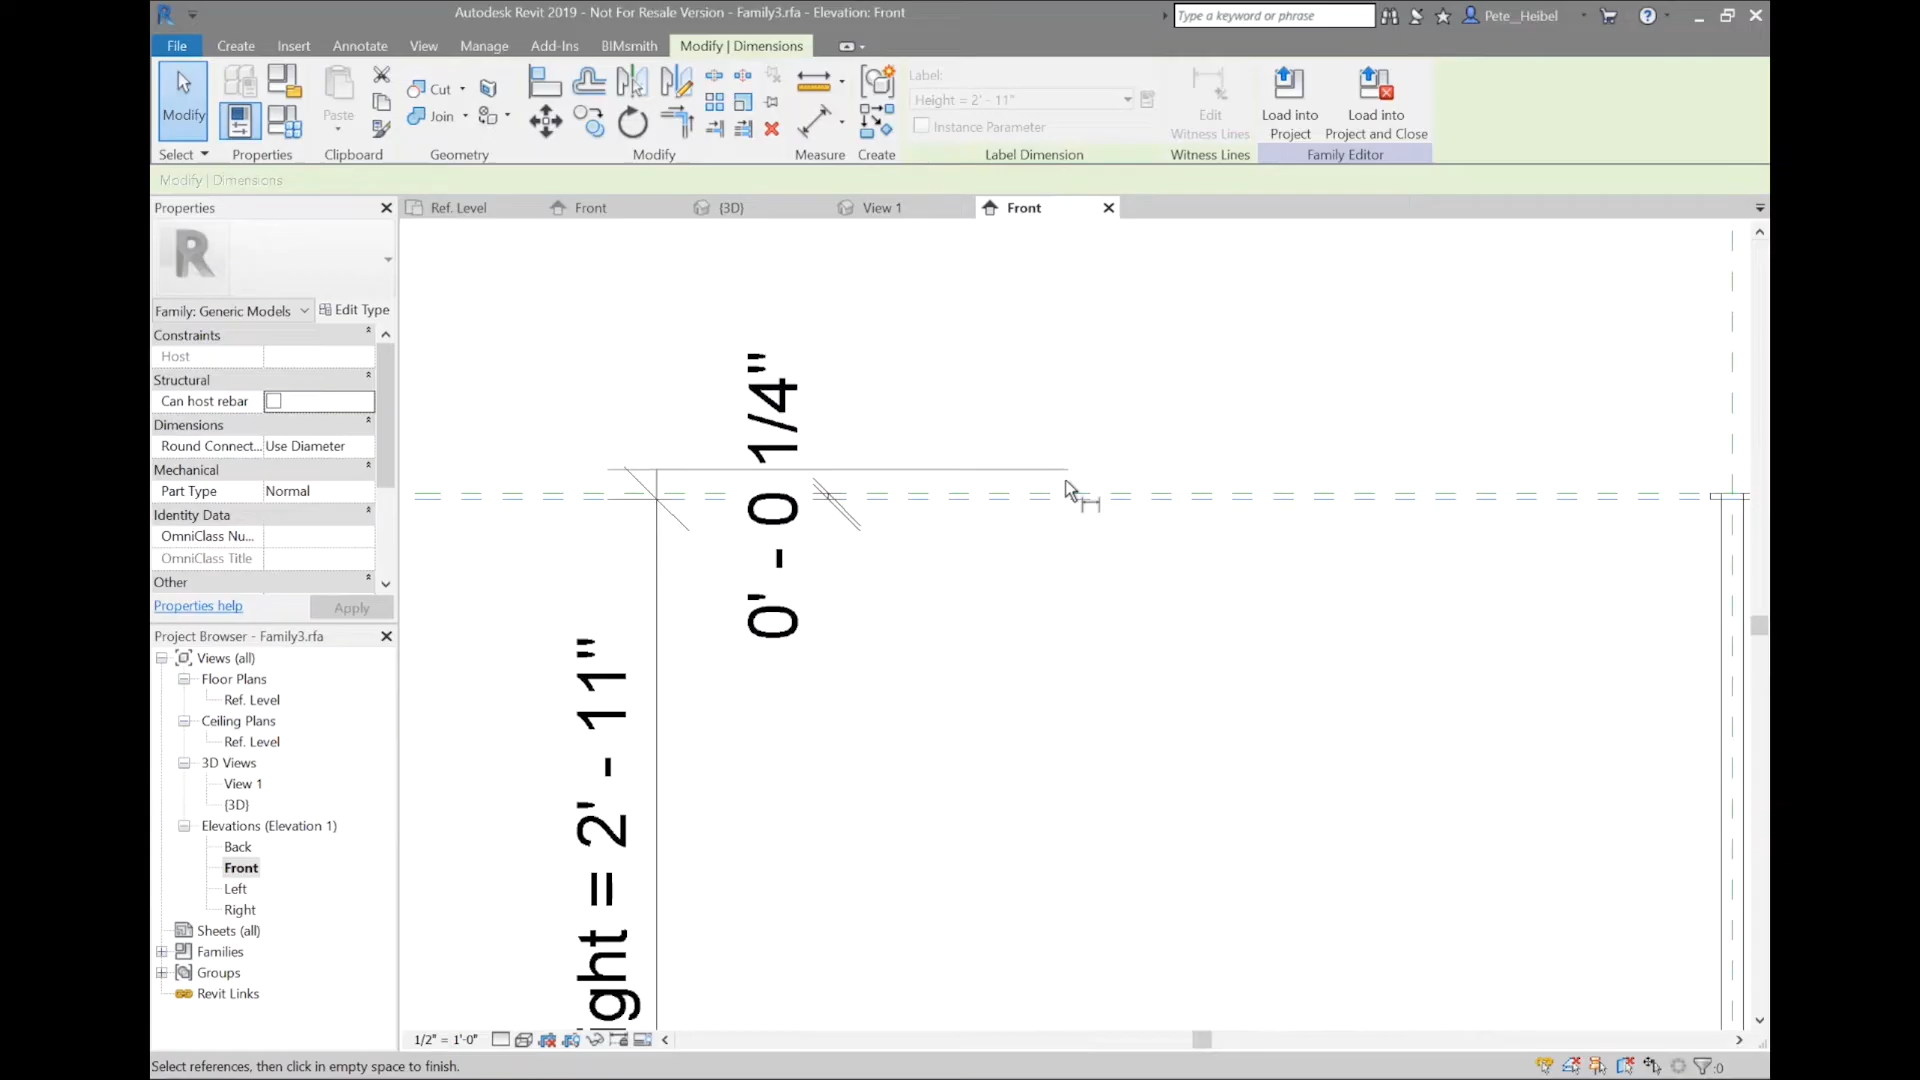 Autodesk Revit 2019 - Not For Resale Version - Family3.rfa - Elevation: Front
Type a keyword or phrase
Pete_Heibel
File Create Insert Annotate View Manage Add-Ins BIMsmith Modify | Dimensions
Modify
Paste
Cut
Join
Label:
Height = 2' - 11"
Instance Parameter
Edit
Witness Lines
Load into
Project
Load into
Project and Close
Select Properties Clipboard Geometry Modify Measure Create Label Dimension Witness Lines Family Editor
Modify | Dimensions
Properties
Ref. Level Front {3D} View 1 Front
R
Family: Generic Models Edit Type
Constraints
Host
Structural
Can host rebar
Dimensions
Round Connect... Use Diameter
Mechanical
Part Type Normal
Identity Data
OmniClass Nu...
OmniClass Title
Other
Properties help Apply
Project Browser - Family3.rfa
Views (all)
Floor Plans
Ref. Level
Ceiling Plans
Ref. Level
3D Views
View 1
{3D}
Elevations (Elevation 1)
Back
Front
Left
Right
Sheets (all)
Families
Groups
Revit Links
0' - 0 1/4"
ight = 2' - 11"
1/2" = 1'-0"
Select references, then click in empty space to finish.
:0